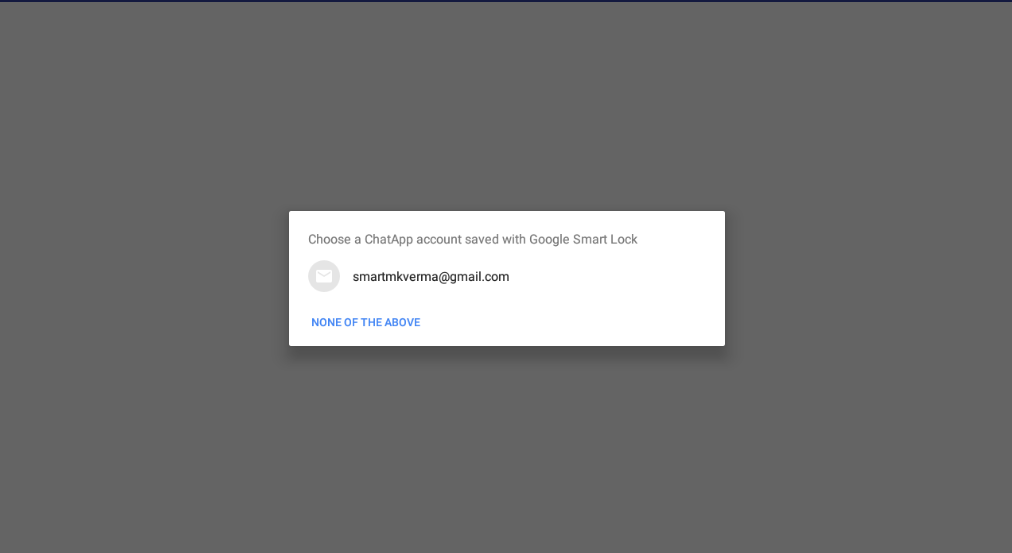 Choose a ChatApp account saved with Google Smart Lock
smartmkverma@gmail.com
NONE OF THE ABOVE